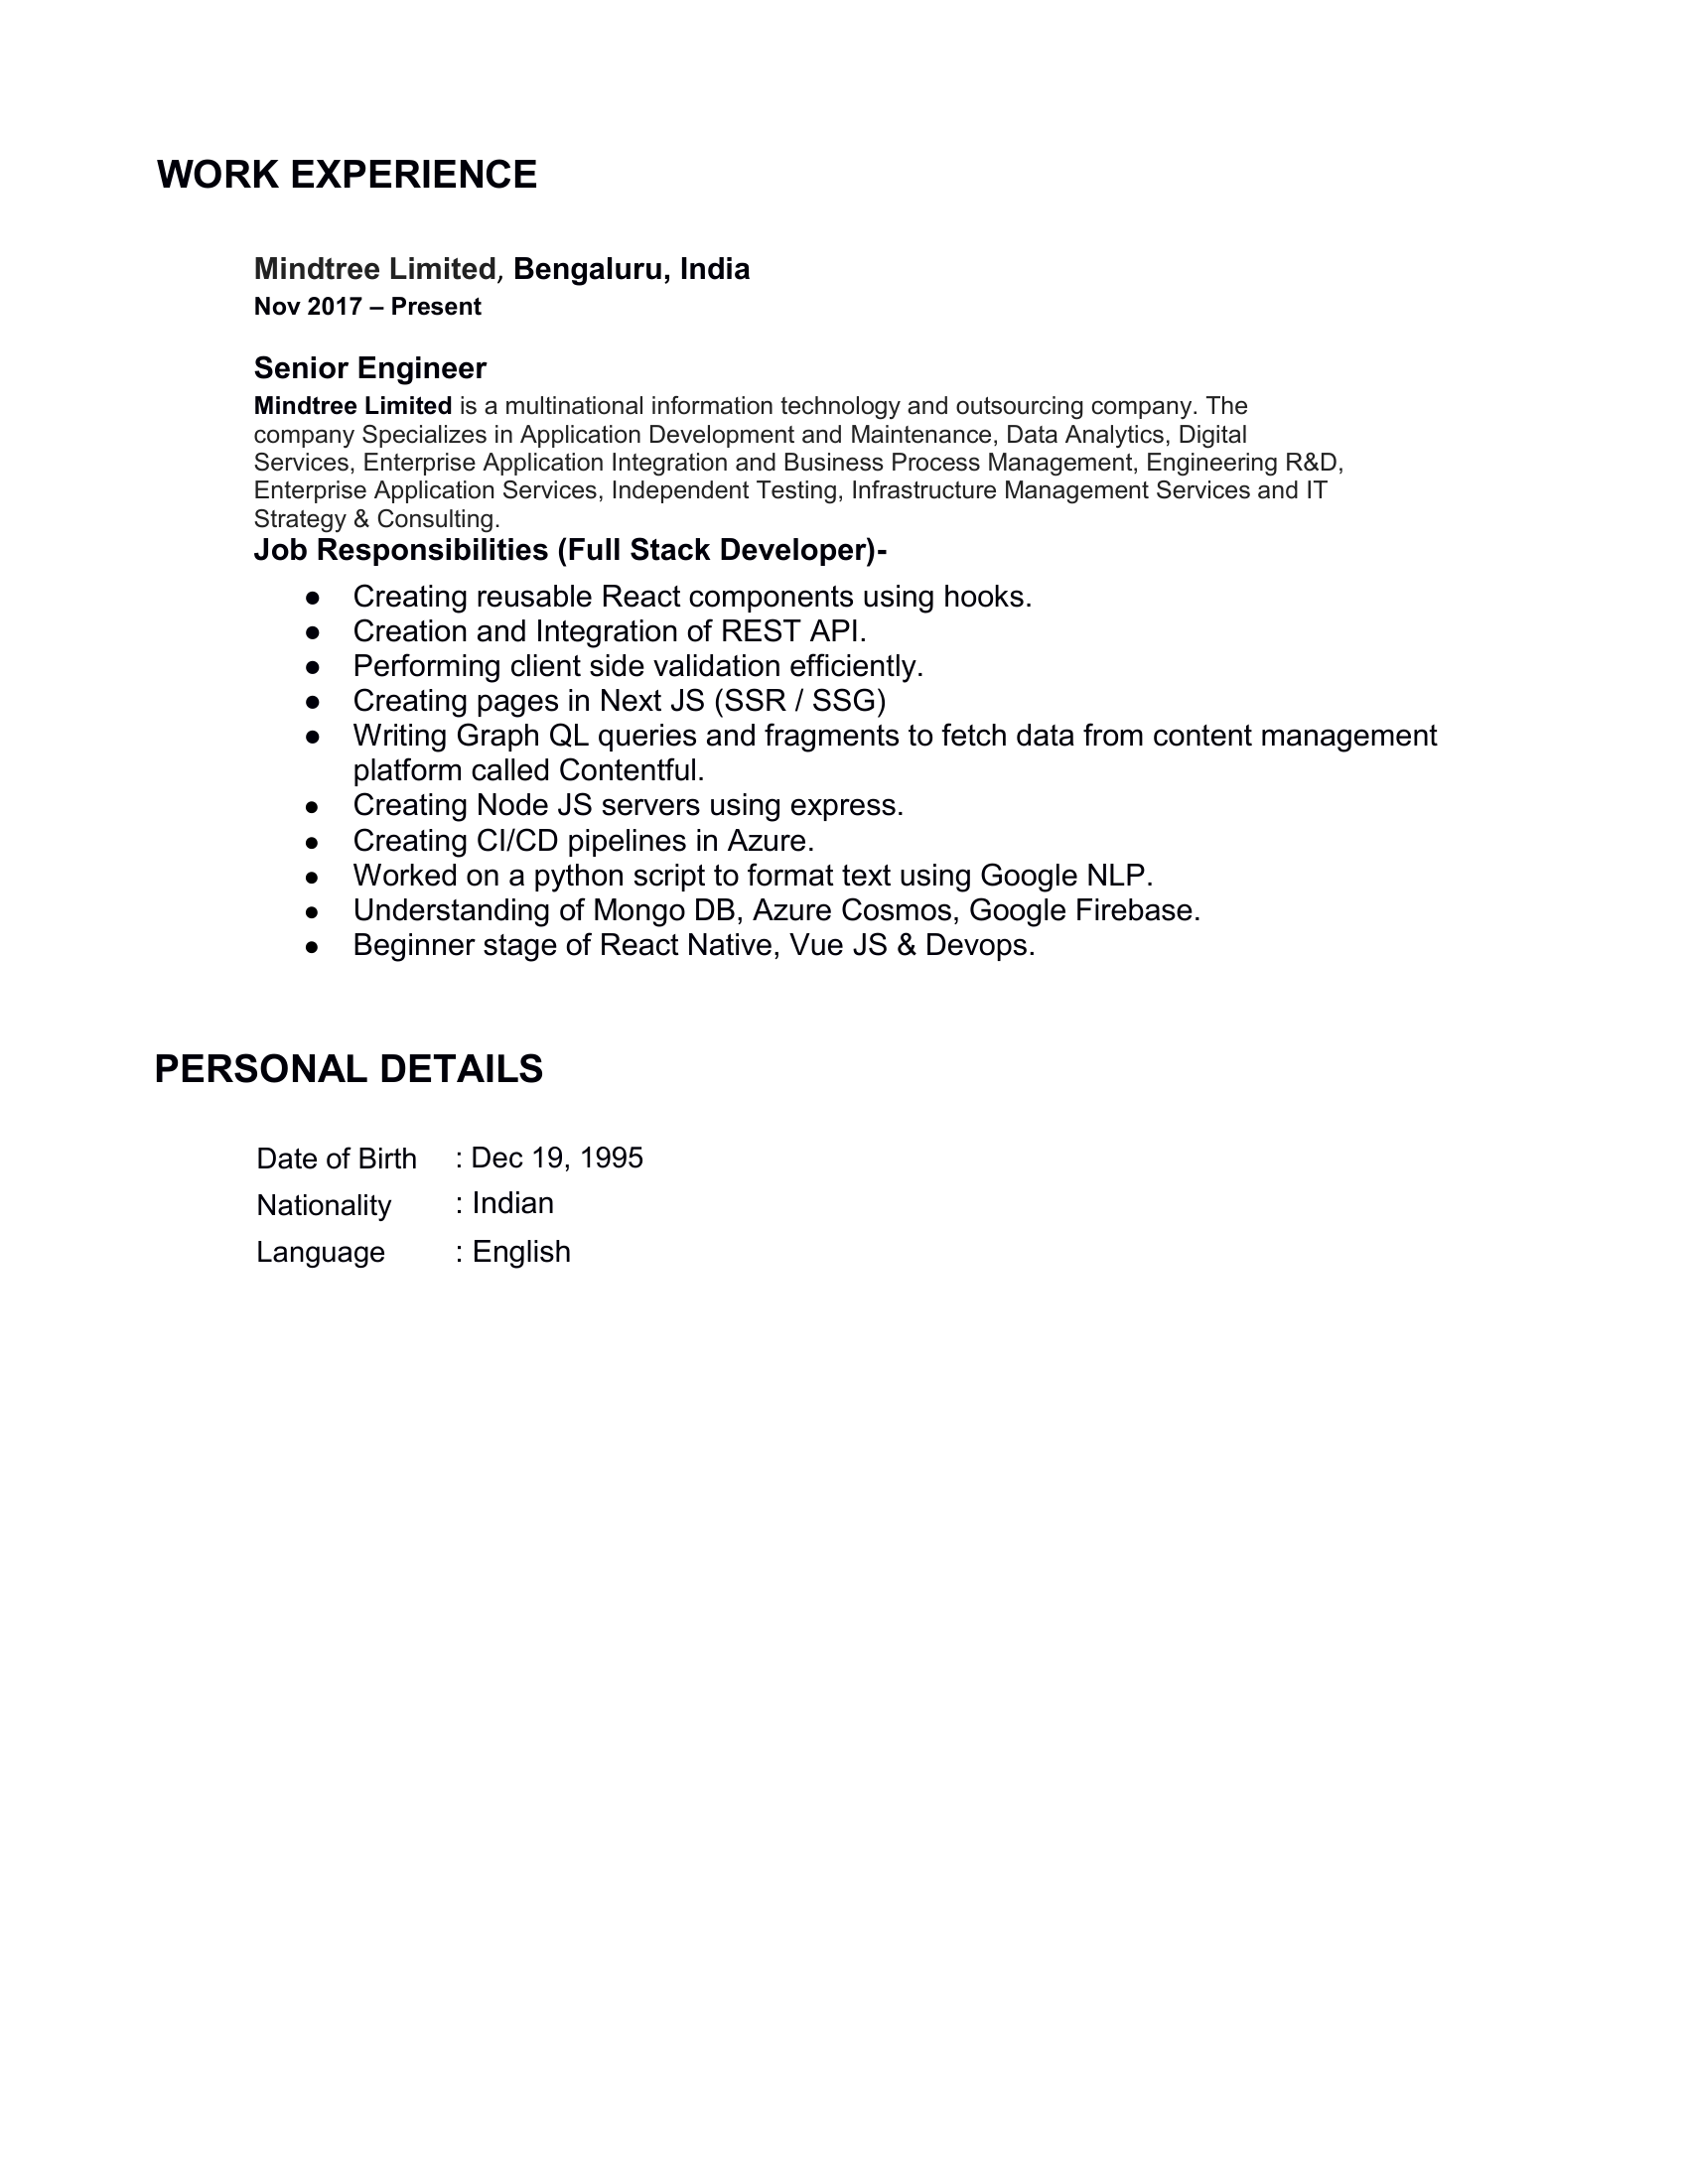 WORK EXPERIENCE
Mindtree Limited, Bengaluru, India
Nov 2017 – Present
Senior Engineer
Mindtree Limited is a multinational information technology and outsourcing company. The
company Specializes in Application Development and Maintenance, Data Analytics, Digital
Services, Enterprise Application Integration and Business Process Management, Engineering R&D,
Enterprise Application Services, Independent Testing, Infrastructure Management Services and IT
Strategy & Consulting.
Job Responsibilities (Full Stack Developer)-
● Creating reusable React components using hooks.
● Creation and Integration of REST API.
● Performing client side validation efficiently.
● Creating pages in Next JS (SSR / SSG)
● Writing Graph QL queries and fragments to fetch data from content management
platform called Contentful.
● Creating Node JS servers using express.
● Creating CI/CD pipelines in Azure.
● Worked on a python script to format text using Google NLP.
● Understanding of Mongo DB, Azure Cosmos, Google Firebase.
● Beginner stage of React Native, Vue JS & Devops.
PERSONAL DETAILS
Date of Birth : Dec 19, 1995
Nationality : Indian
Language : English